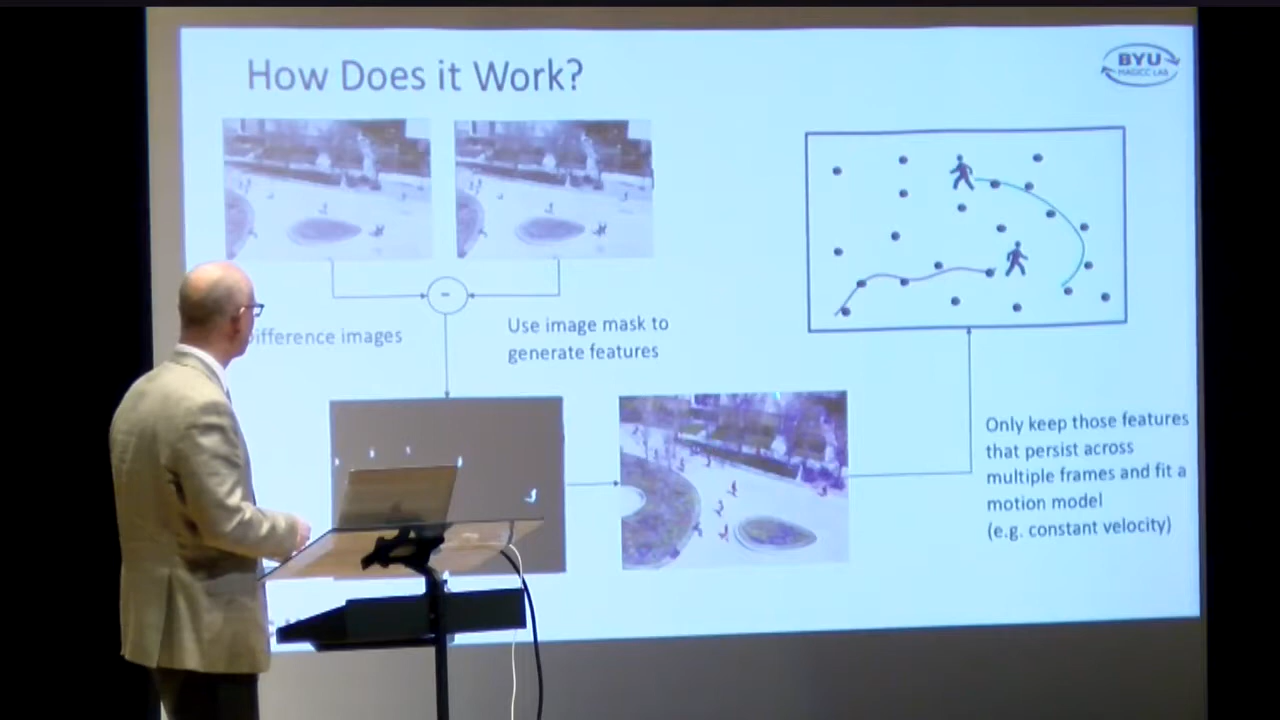 How Does it Work?
BYU
MAGICC LAB
-
Difference images
Use image mask to
generate features
Only keep those features
that persist across
multiple frames and fit a
motion model
(e.g. constant velocity)